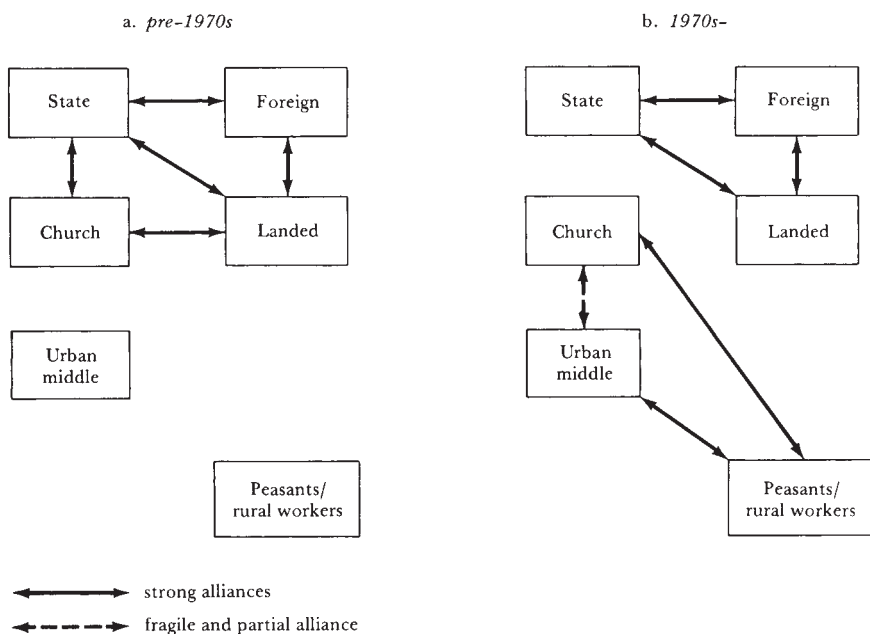 a. pre-1970s
State
Foreign
Church
Landed
Urban
middle
Peasants/
rural workers
b. 1970s-
State
Foreign
Church
Landed
Urban
middle
Peasants/
rural workers
strong alliances
fragile and partial alliance